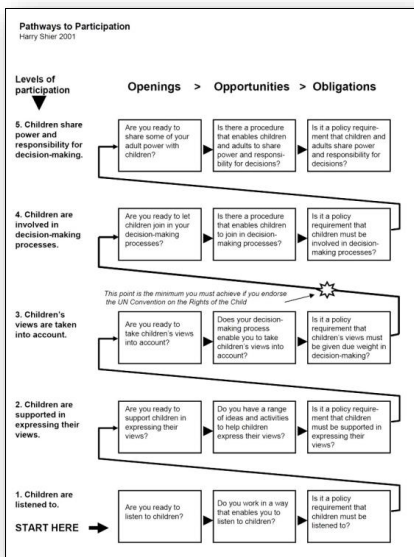 Pathways to Participation
Harry Shier 2001
Levels of
participation
Openings > Opportunities > Obligations
5. Children share
power and
responsibility for
decision-making.
Are you ready to
share some of your
adult power with
children?
Is there a procedure
that enables children
and adults to share
power and responsi-
bility for decisions?
Is it a policy require-
ment that children and
adults share power
and responsibility for
decisions?
4. Children are
involved in
decision-making
processes.
Are you ready to let
children join in your
decision-making
processes?
Is there a procedure
that enables children
to join in decision-
making processes?
Is it a policy
requirement that
children must be
involved in decision-
making processes?
This point is the minimum you must achieve if you endorse
the UN Convention on the Rights of the Child
3. Children's
views are taken
into account.
Are you ready to
take children's views
into account?
Does your decision-
making process
enable you to take
children's views into
account?
Is it a policy
requirement that
children's views must
be given due weight in
decision-making?
2. Children are
supported in
expressing their
views.
Are you ready to
support children in
expressing their
views?
Do you have a range
of ideas and activities
to help children
express their views?
Is it a policy require-
ment that children
must be supported in
expressing their
views?
1. Children are
listened to.
START HERE
Are you ready to
listen to children?
Do you work in a way
that enables you to
listen to children?
Is it a policy
requirement that
children must be
listened to?